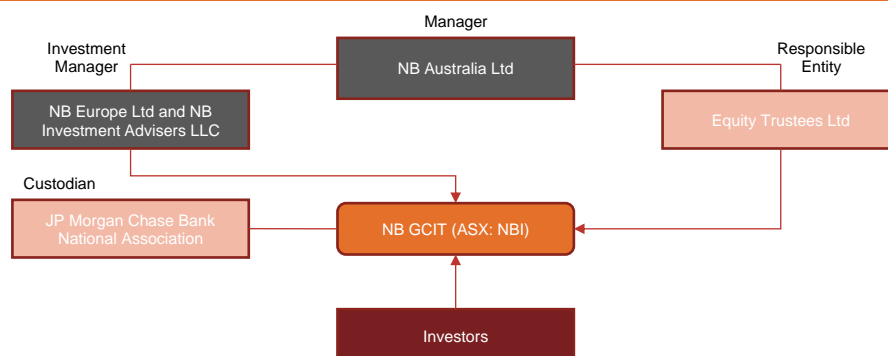 Manager
Investment
Manager
NB Australia Ltd
Responsible
Entity
NB Europe Ltd and NB
Investment Advisers LLC
Equity Trustees Ltd
Custodian
JP Morgan Chase Bank
National Association
NB GCIT (ASX: NBI)
Investors